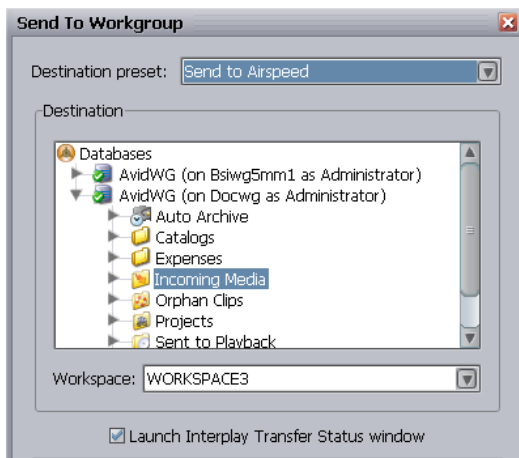 Send To Workgroup
Destination preset: Send to Airspeed
Destination
Databases
AvidWG (on Bsiwg5mm1 as Administrator)
AvidWG (on Docwg as Administrator)
Auto Archive
Catalogs
Expenses
Incoming Media
Orphan Clips
Projects
Sent to Playback
Workspace: WORKSPACE3
Launch Interplay Transfer Status window